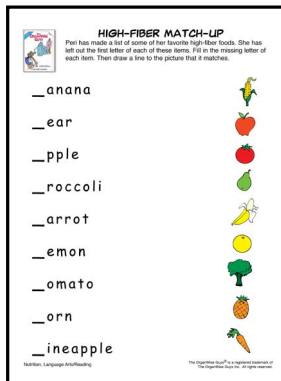 HIGH-FIBER MATCH-UP
Peri has made a list of some of her favorite high-fiber foods. She has
left out the first letter of each of these items. Fill in the missing letter of
each item. Then draw a line to the picture that it matches.
_anana
_ear
_pple
_roccoli
_arrot
_emon
_omato
_orn
_ineapple
Nutrition, Language Arts/Reading
The OrganWise Guys® is a registered trademark of
The OrganWise Guys Inc. All rights reserved.